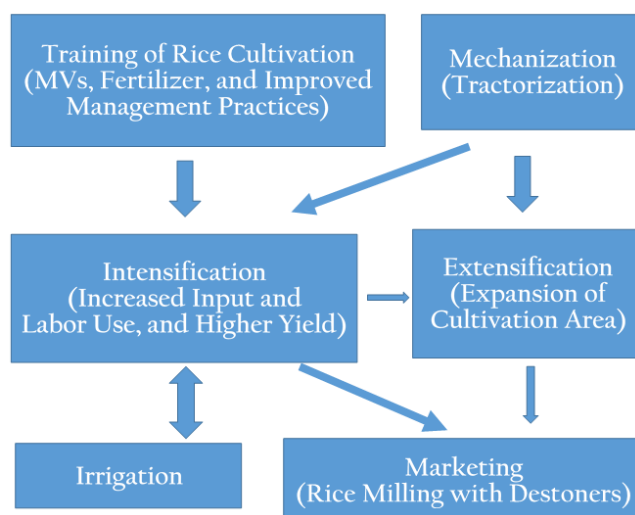 Training of Rice Cultivation
(MVs, Fertilizer, and Improved
Management Practices)
Mechanization
(Tractorization)
Intensification
(Increased Input and
Labor Use, and Higher Yield)
Extensification
(Expansion of
Cultivation Area)
Irrigation
Marketing
(Rice Milling with Destoners)